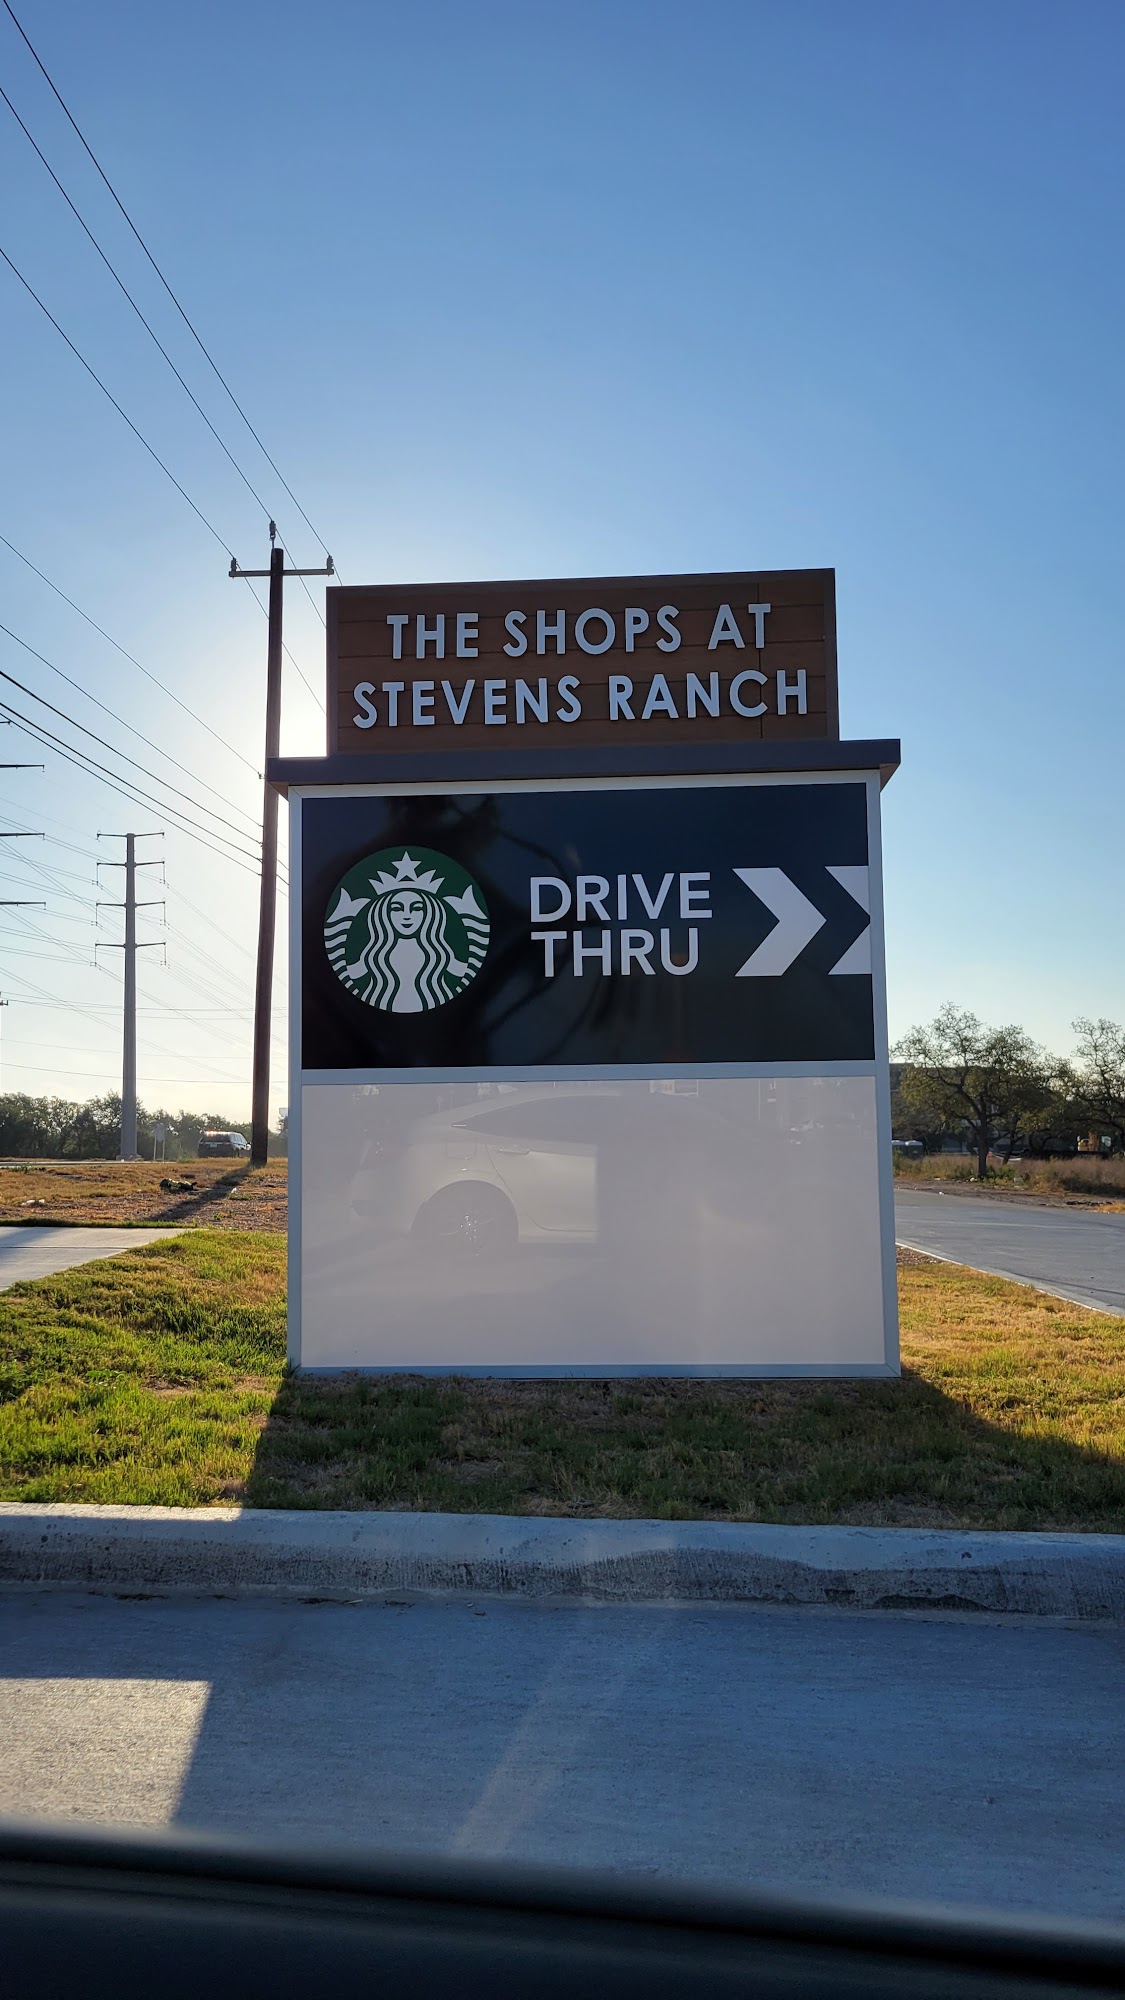 THE SHOPS AT
STEVENS RANCH
DRIVE
THRU